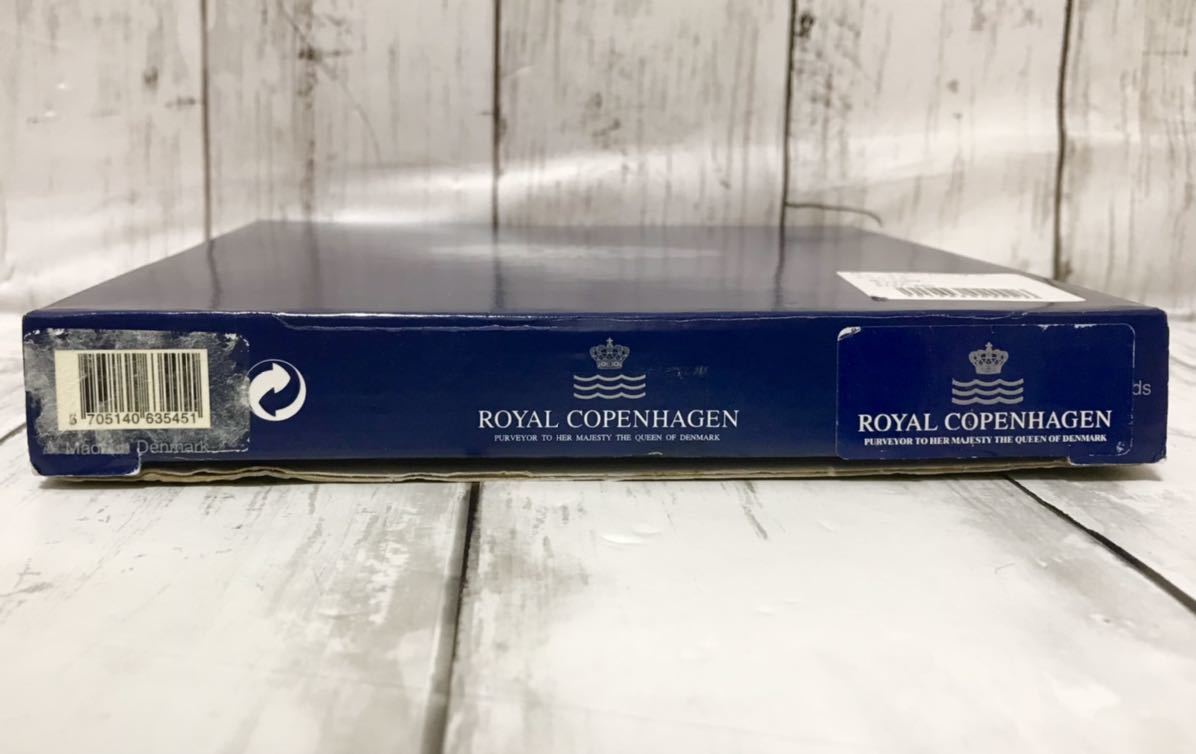 5 705140 635451
Made in Denmark
ROYAL COPENHAGEN
PURVEYOR TO HER MAJESTY THE QUEEN OF DENMARK
ROYAL COPENHAGEN
PURVEYOR TO HER MAJESTY THE QUEEN OF DENMARK
ds